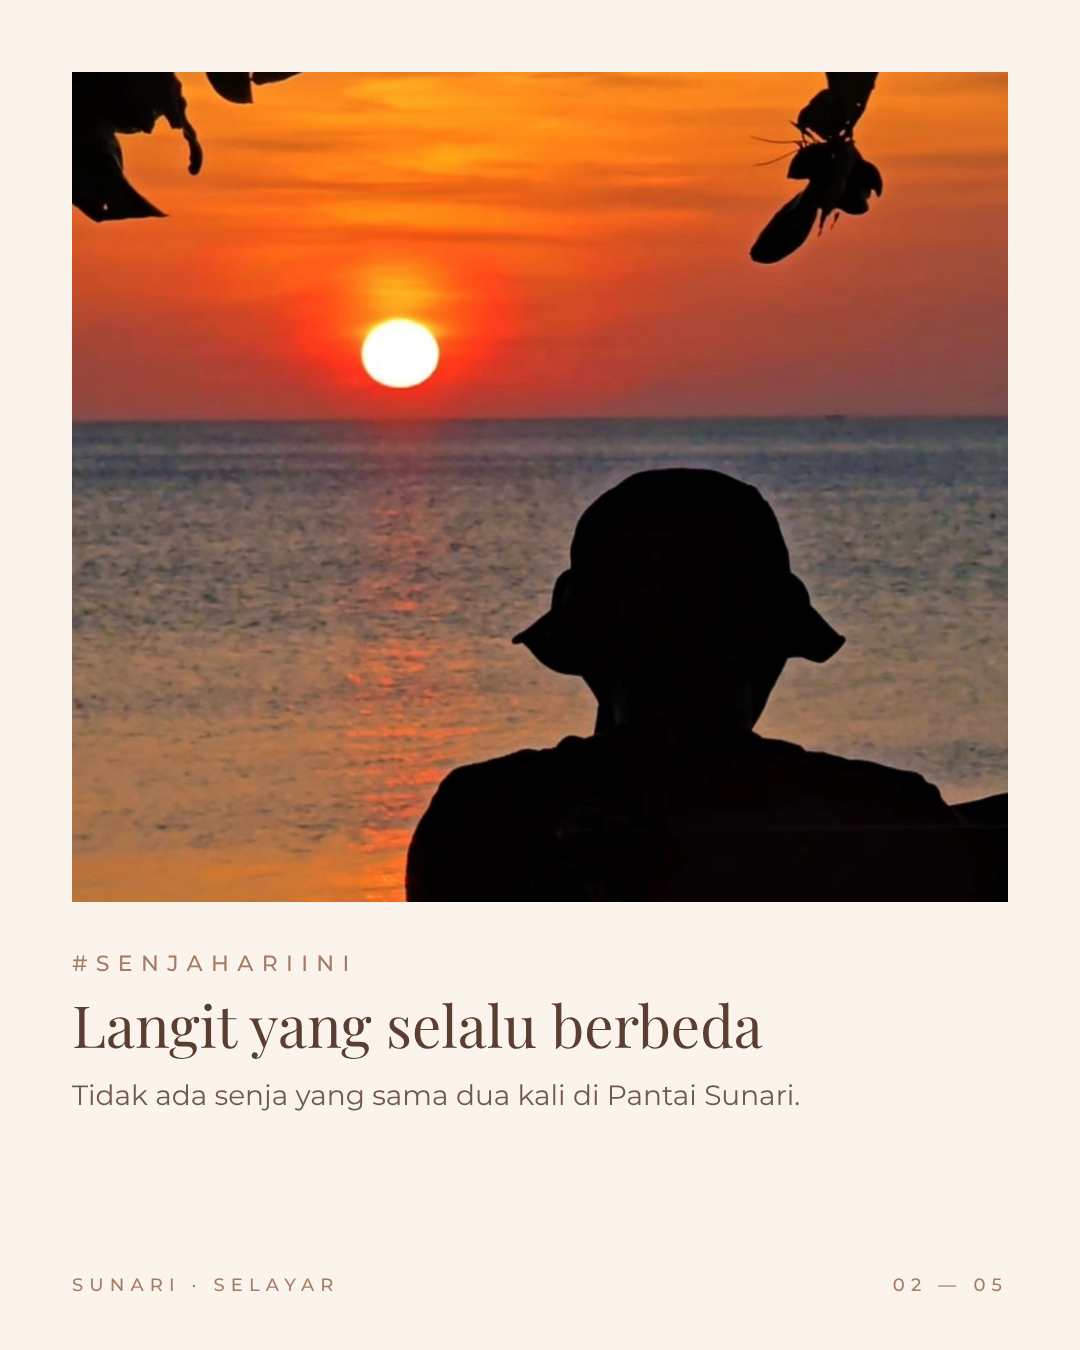 #SENJAHARIINI
Langit yang selalu berbeda
Tidak ada senja yang sama dua kali di Pantai Sunari.
SUNARI · SELAYAR
02 — 05